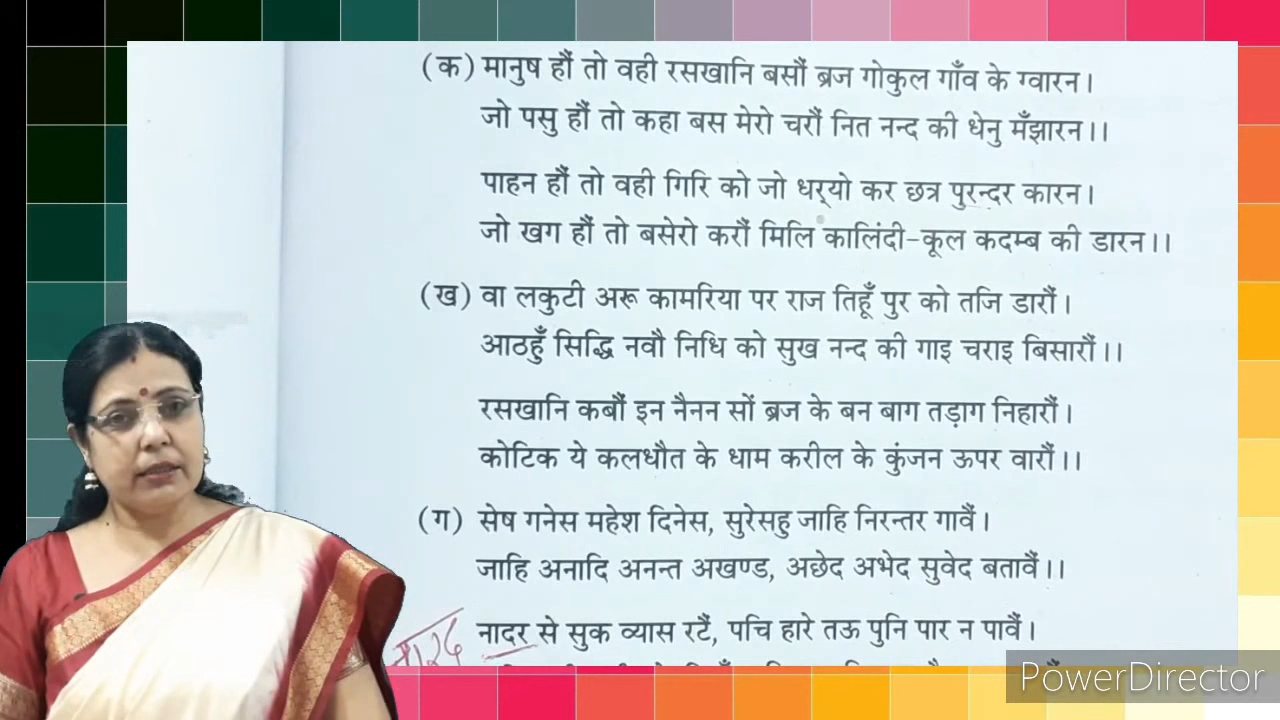 (क) मानुष हौं तो वही रसखानि बसौं ब्रज गोकुल गाँव के ग्वारन।
जो पसु हौं तो कहा बस मेरो चरौं नित नन्द की धेनु मँझारन।।
पाहन हौं तो वही गिरि को जो धर्‌यो कर छत्र पुरन्दर कारन।
जो खग हौं तो बसेरो करौं मिलि कालिंदी-कूल कदम्ब की डारन।।
(ख) वा लकुटी अरू कामरिया पर राज तिहूँ पुर को तजि डारौं।
आठहुँ सिद्धि नवौ निधि को सुख नन्द की गाइ चराइ बिसारौं।।
रसखानि कबौं इन नैनन सों ब्रज के बन बाग तड़ाग निहारौं।
कोटिक ये कलधौत के धाम करील के कुंजन ऊपर वारौं।।
(ग) सेष गनेस महेश दिनेस, सुरेसहु जाहि निरन्तर गावैं।
जाहि अनादि अनन्त अखण्ड, अछेद अभेद सुवेद बतावैं।।
नारद नादर से सुक व्यास रटैं, पचि हारे तऊ पुनि पार न पावैं।
PowerDirector